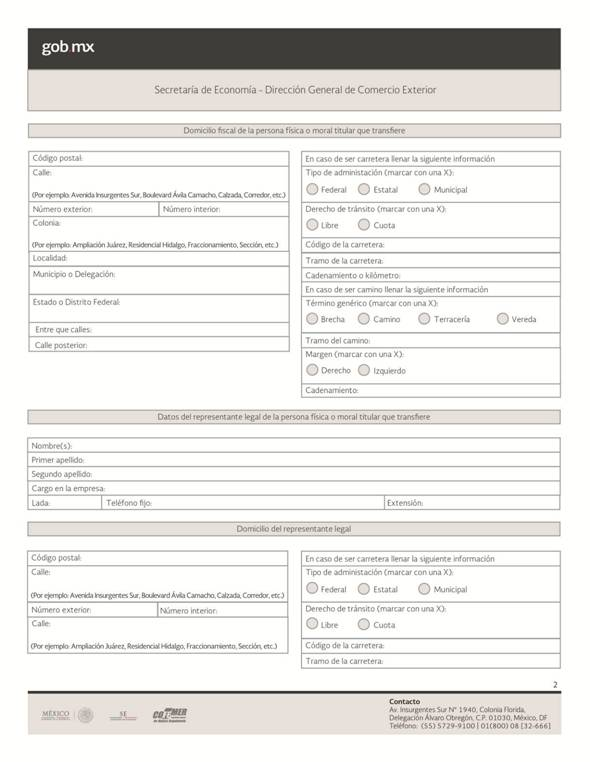 gob.mx
Secretaría de Economía - Dirección General de Comercio Exterior
Domicilio fiscal de la persona física o moral titular que transfiere
Código postal:
Calle:
(Por ejemplo: Avenida Insurgentes Sur, Boulevard Ávila Camacho, Calzada, Corredor, etc.)
Número exterior:
Número interior:
Colonia:
(Por ejemplo: Ampliación Juárez, Residencial Hidalgo, Fraccionamiento, Sección, etc.)
Localidad:
Municipio o Delegación:
Estado o Distrito Federal:
Entre que calles:
Calle posterior:
En caso de ser carretera llenar la siguiente información
Tipo de administación (marcar con una X):
Federal Estatal Municipal
Derecho de tránsito (marcar con una X):
Libre Cuota
Código de la carretera:
Tramo de la carretera:
Cadenamiento o kilómetro:
En caso de ser camino llenar la siguiente información
Término genérico (marcar con una X):
Brecha Camino Terracería Vereda
Tramo del camino:
Margen (marcar con una X):
Derecho Izquierdo
Cadenamiento:
Datos del representante legal de la persona física o moral titular que transfiere
Nombre(s):
Primer apellido:
Segundo apellido:
Cargo en la empresa:
Lada: Teléfono fijo: Extensión:
Domicilio del representante legal
Código postal:
Calle:
(Por ejemplo: Avenida Insurgentes Sur, Boulevard Ávila Camacho, Calzada, Corredor, etc.)
Número exterior:
Número interior:
Calle:
(Por ejemplo: Ampliación Juárez, Residencial Hidalgo, Fraccionamiento, Sección, etc.)
En caso de ser carretera llenar la siguiente información
Tipo de administación (marcar con una X):
Federal Estatal Municipal
Derecho de tránsito (marcar con una X):
Libre Cuota
Código de la carretera:
Tramo de la carretera:
2
MÉXICO
SE
Contacto
Av. Insurgentes Sur N° 1940, Colonia Florida,
Delegación Álvaro Obregón, C.P. 01030, México, DF
Teléfono: (55) 5729-9100 | 01(800) 08 [32-666]